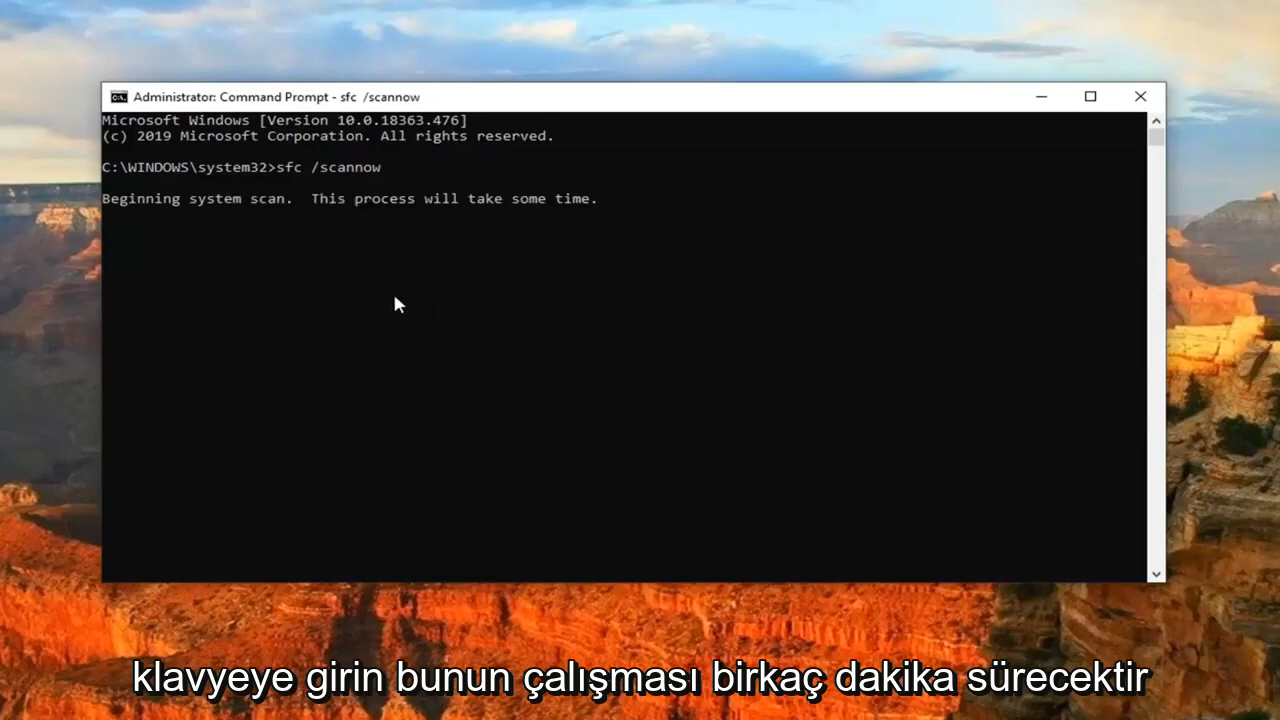 Administrator: Command Prompt - sfc /scannow
Microsoft Windows [Version 10.0.18363.476]
(c) 2019 Microsoft Corporation. All rights reserved.
C:\WINDOWS\system32>sfc /scannow
Beginning system scan.  This process will take some time.
klavyeye girin bunun çalışması birkaç dakika sürecektir